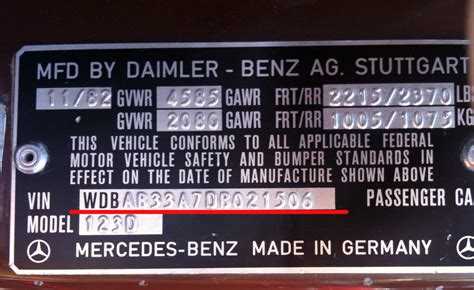 MFD BY DAIMLER - BENZ AG. STUTTGART
11/82 GVWR 4585 GAWR FRT/RR 2215/2370 LB
GVWR 2080 FRT/RR 1005/1075 KG
THIS VEHICLE CONFORMS TO ALL APPLICABLE FEDERAL
MOTOR VEHICLE SAFETY AND BUMPER STANDARDS IN
EFFECT ON THE DATE OF MANUFACTURE SHOWN ABOVE
VIN WDBAB33A7DB021506 PASSENGER CA
MODEL 123D
MERCEDES-BENZ MADE IN GERMANY